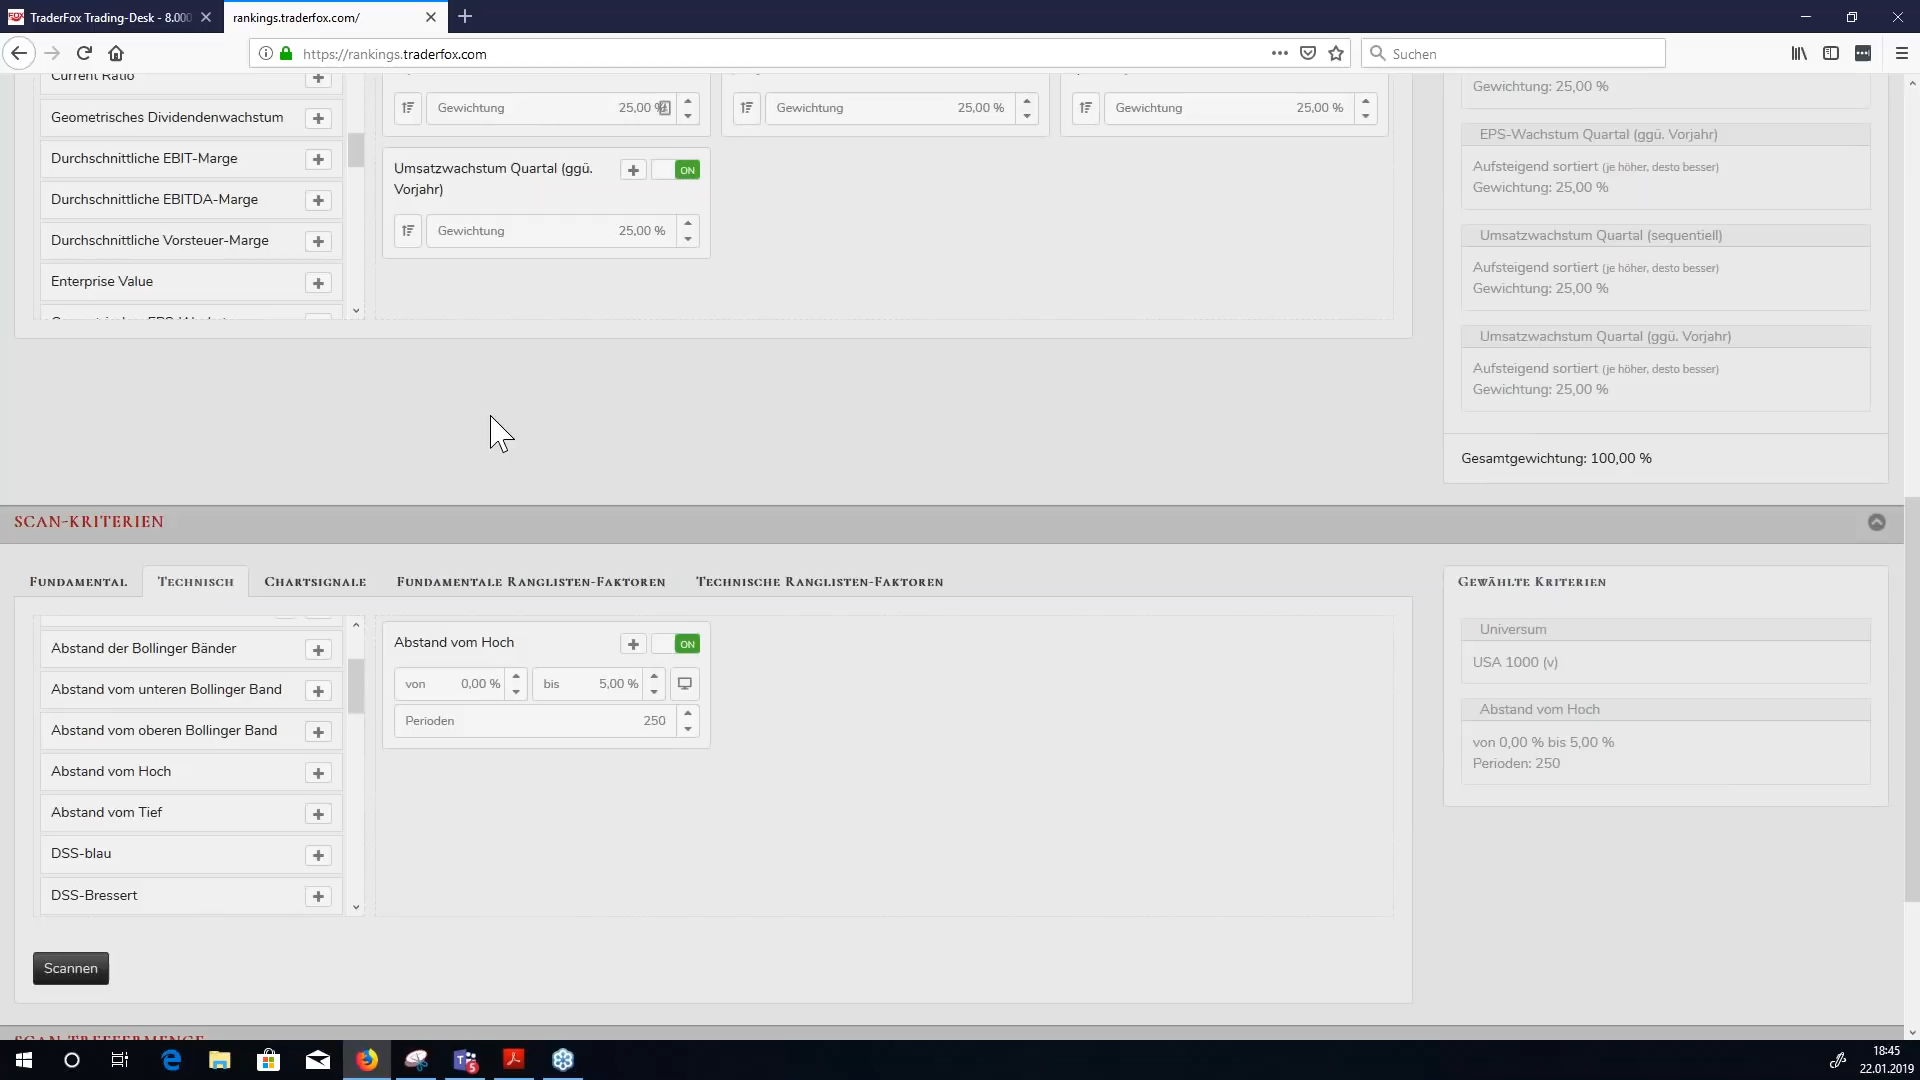 TraderFox Trading-Desk - 8.000
rankings.traderfox.com/
https://rankings.traderfox.com
Suchen
Current Ratio
Geometrisches Dividendenwachstum
Durchschnittliche EBIT-Marge
Durchschnittliche EBITDA-Marge
Durchschnittliche Vorsteuer-Marge
Enterprise Value
Gewichtung 25,00 %
Gewichtung 25,00 %
Gewichtung 25,00 %
Umsatzwachstum Quartal (ggü.
Vorjahr)
ON
Gewichtung 25,00 %
Gewichtung: 25,00 %
EPS-Wachstum Quartal (ggü. Vorjahr)
Aufsteigend sortiert (je höher, desto besser)
Gewichtung: 25,00 %
Umsatzwachstum Quartal (sequentiell)
Aufsteigend sortiert (je höher, desto besser)
Gewichtung: 25,00 %
Umsatzwachstum Quartal (ggü. Vorjahr)
Aufsteigend sortiert (je höher, desto besser)
Gewichtung: 25,00 %
Gesamtgewichtung: 100,00 %
SCAN-KRITERIEN
FUNDAMENTAL TECHNISCH CHARTSIGNALE FUNDAMENTALE RANGLISTEN-FAKTOREN TECHNISCHE RANGLISTEN-FAKTOREN
Abstand der Bollinger Bänder
Abstand vom unteren Bollinger Band
Abstand vom oberen Bollinger Band
Abstand vom Hoch
Abstand vom Tief
DSS-blau
DSS-Bressert
Abstand vom Hoch
ON
von 0,00 % bis 5,00 %
Perioden 250
GEWÄHLTE KRITERIEN
Universum
USA 1000 (v)
Abstand vom Hoch
von 0,00 % bis 5,00 %
Perioden: 250
Scannen
SCAN-TREFFERMENGE
18:45
22.01.2019